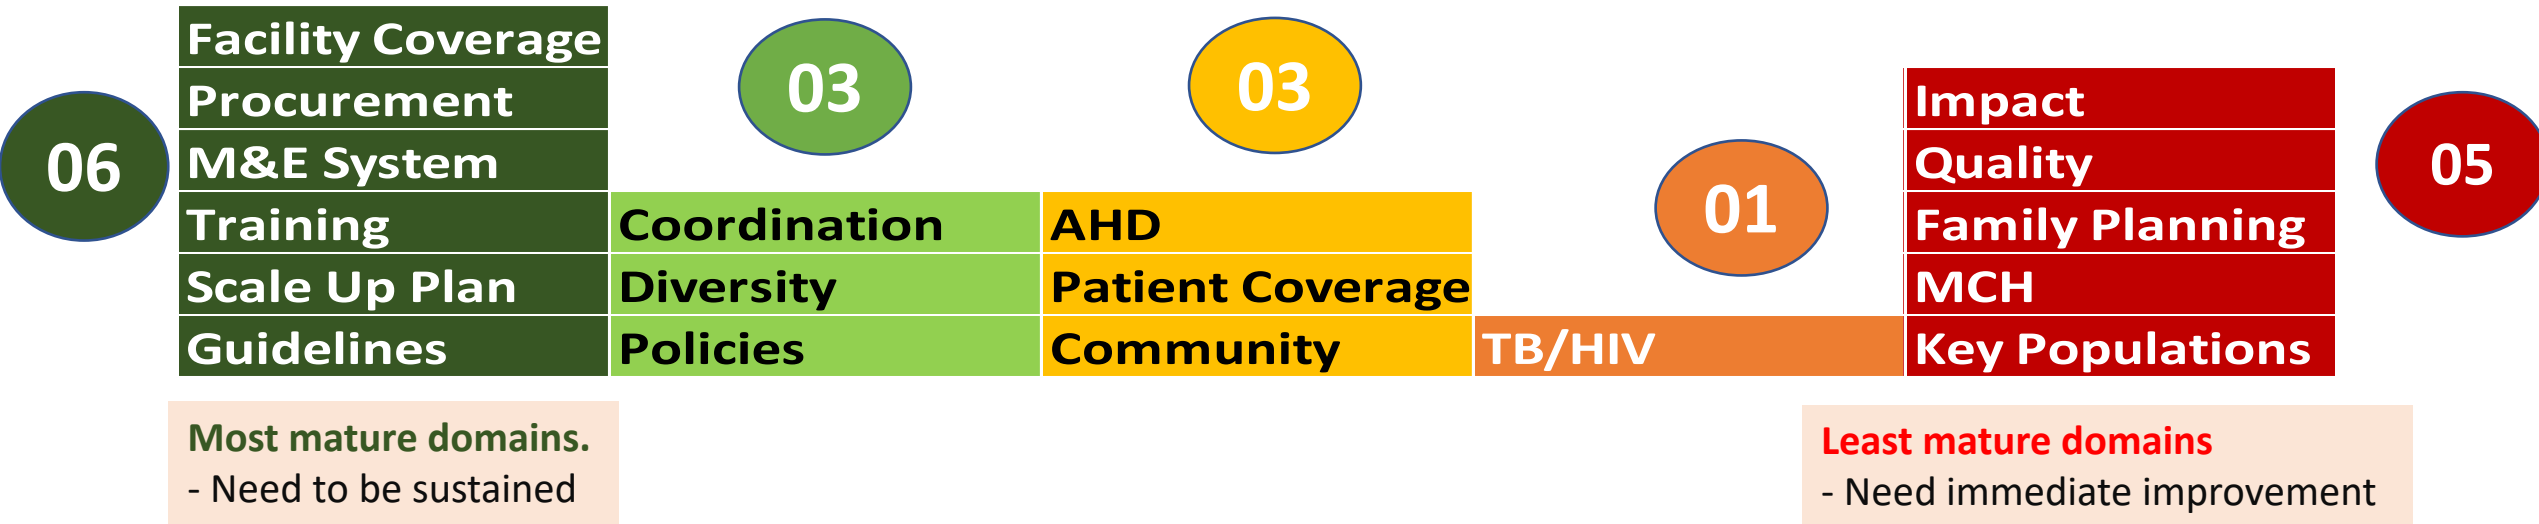 06
Facility Coverage
Procurement
M&E System
Training
Scale Up Plan
Guidelines
03
Coordination
Diversity
Policies
03
AHD
Patient Coverage
Community
01
TB/HIV
Impact
Quality
Family Planning
MCH
Key Populations
05
Most mature domains.
- Need to be sustained
Least mature domains
- Need immediate improvement